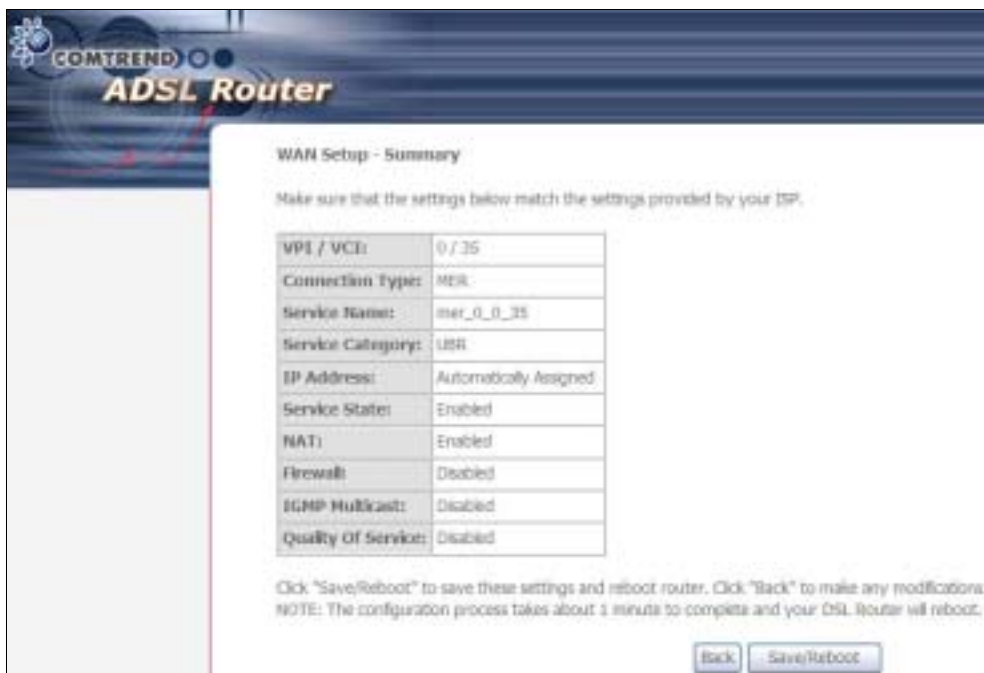 COMTREND
ADSL Router
WAN Setup - Summary
Make sure that the settings below match the settings provided by your ISP.
VPI / VCI: 0 / 35
Connection Type: MER
Service Name: mer_0_0_35
Service Category: UBR
IP Address: Automatically Assigned
Service State: Enabled
NAT: Enabled
Firewall: Disabled
IGMP Multicast: Disabled
Quality Of Service: Disabled
Click "Save/Reboot" to save these settings and reboot router. Click "Back" to make any modifications
NOTE: The configuration process takes about 1 minute to complete and your DSL Router will reboot.
Back Save/Reboot